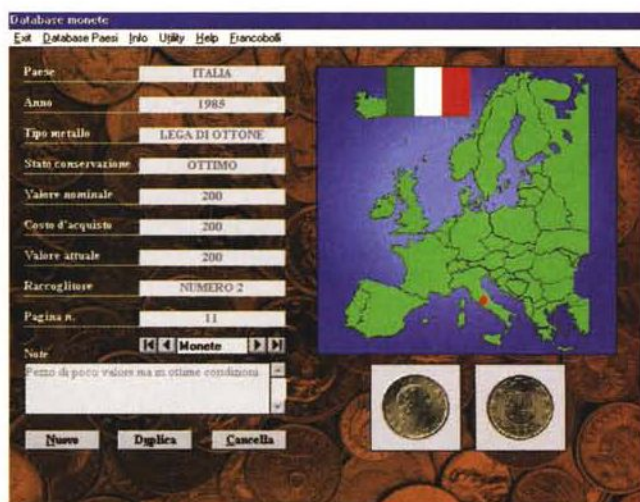 Database monete
Exit Database Paesi Info Utility Help Francobolli
Paese ITALIA
Anno 1985
Tipo metallo LEGA DI OTTONE
Stato conservazione OTTIMO
Valore nominale 200
Costo d'acquisto 200
Valore attuale 200
Raccoglitore NUMERO 2
Pagina n. 11
Monete
Note
Pezzo di poco valore ma in ottime condizioni
Nuovo Duplica Cancella